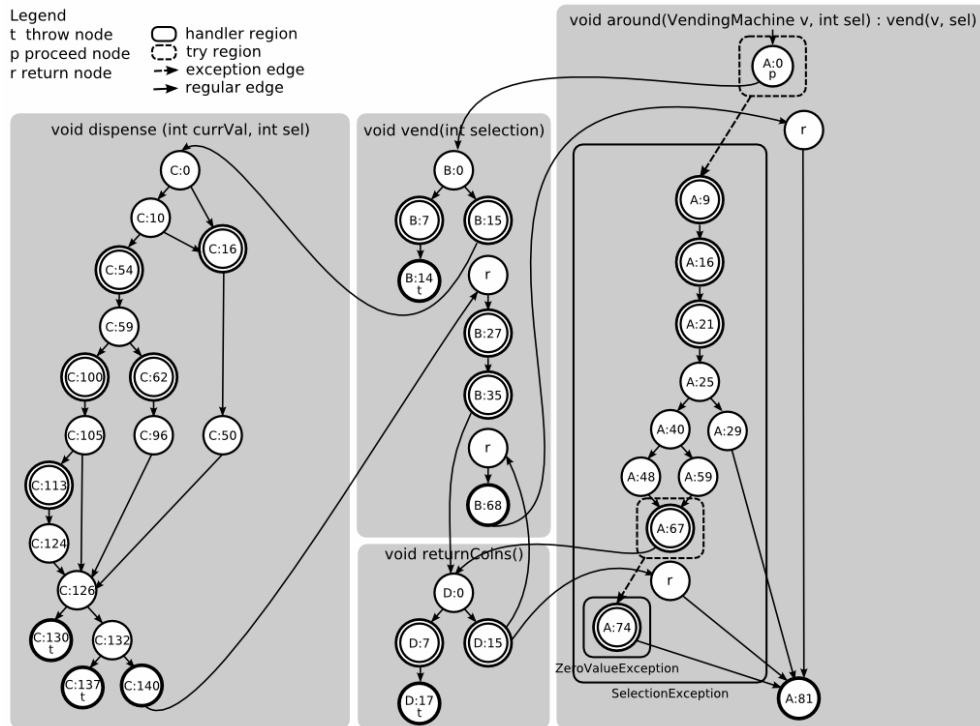 Legend
t throw node
p proceed node
r return node
handler region
try region
exception edge
regular edge
void around(VendingMachine v, int sel) : vend(v, sel)
A:0
p
r
void dispense (int currVal, int sel)
void vend(int selection)
C:0
C:10
C:16
C:54
C:59
C:100
C:62
C:105
C:96
C:50
C:113
C:124
C:126
C:130
t
C:132
C:137
t
C:140
B:0
B:7
B:15
B:14
t
r
B:27
B:35
r
B:68
void returnCoins()
D:0
D:7
D:15
D:17
t
A:9
A:16
A:21
A:25
A:40
A:29
A:48
A:59
A:67
r
A:74
ZeroValueException
SelectionException
A:81